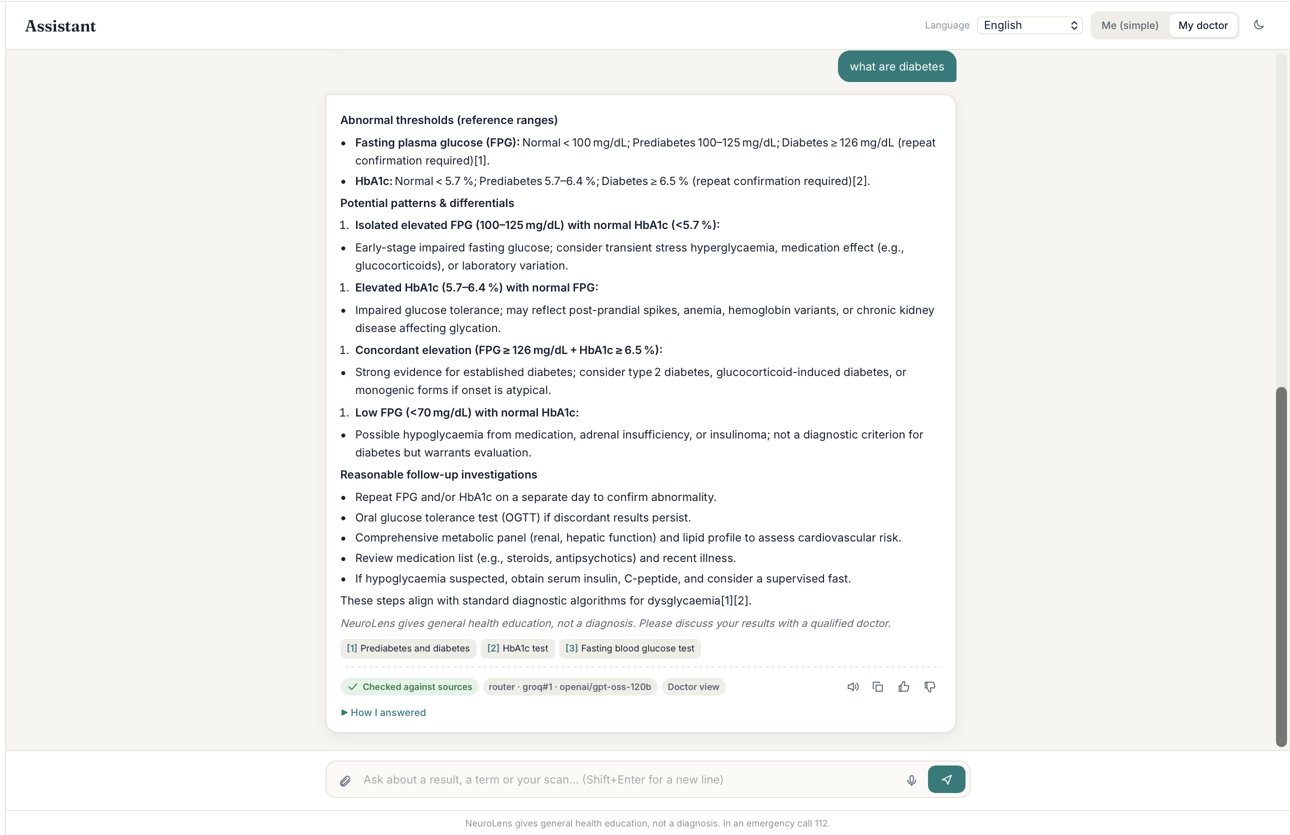 Assistant
Language English Me (simple) My doctor
what are diabetes
Abnormal thresholds (reference ranges)
• Fasting plasma glucose (FPG): Normal < 100 mg/dL; Prediabetes 100–125 mg/dL; Diabetes ≥ 126 mg/dL (repeat
confirmation required)[1].
• HbA1c: Normal < 5.7 %; Prediabetes 5.7–6.4 %; Diabetes ≥ 6.5 % (repeat confirmation required)[2].
Potential patterns & differentials
1. Isolated elevated FPG (100–125 mg/dL) with normal HbA1c (<5.7 %):
• Early-stage impaired fasting glucose; consider transient stress hyperglycaemia, medication effect (e.g.,
glucocorticoids), or laboratory variation.
1. Elevated HbA1c (5.7–6.4 %) with normal FPG:
• Impaired glucose tolerance; may reflect post-prandial spikes, anemia, hemoglobin variants, or chronic kidney
disease affecting glycation.
1. Concordant elevation (FPG ≥ 126 mg/dL + HbA1c ≥ 6.5 %):
• Strong evidence for established diabetes; consider type 2 diabetes, glucocorticoid-induced diabetes, or
monogenic forms if onset is atypical.
1. Low FPG (<70 mg/dL) with normal HbA1c:
• Possible hypoglycaemia from medication, adrenal insufficiency, or insulinoma; not a diagnostic criterion for
diabetes but warrants evaluation.
Reasonable follow-up investigations
• Repeat FPG and/or HbA1c on a separate day to confirm abnormality.
• Oral glucose tolerance test (OGTT) if discordant results persist.
• Comprehensive metabolic panel (renal, hepatic function) and lipid profile to assess cardiovascular risk.
• Review medication list (e.g., steroids, antipsychotics) and recent illness.
• If hypoglycaemia suspected, obtain serum insulin, C-peptide, and consider a supervised fast.
These steps align with standard diagnostic algorithms for dysglycaemia[1][2].
NeuroLens gives general health education, not a diagnosis. Please discuss your results with a qualified doctor.
[1] Prediabetes and diabetes [2] HbA1c test [3] Fasting blood glucose test
Checked against sources router · groq#1 · openai/gpt-oss-120b Doctor view
▶ How I answered
Ask about a result, a term or your scan… (Shift+Enter for a new line)
NeuroLens gives general health education, not a diagnosis. In an emergency call 112.